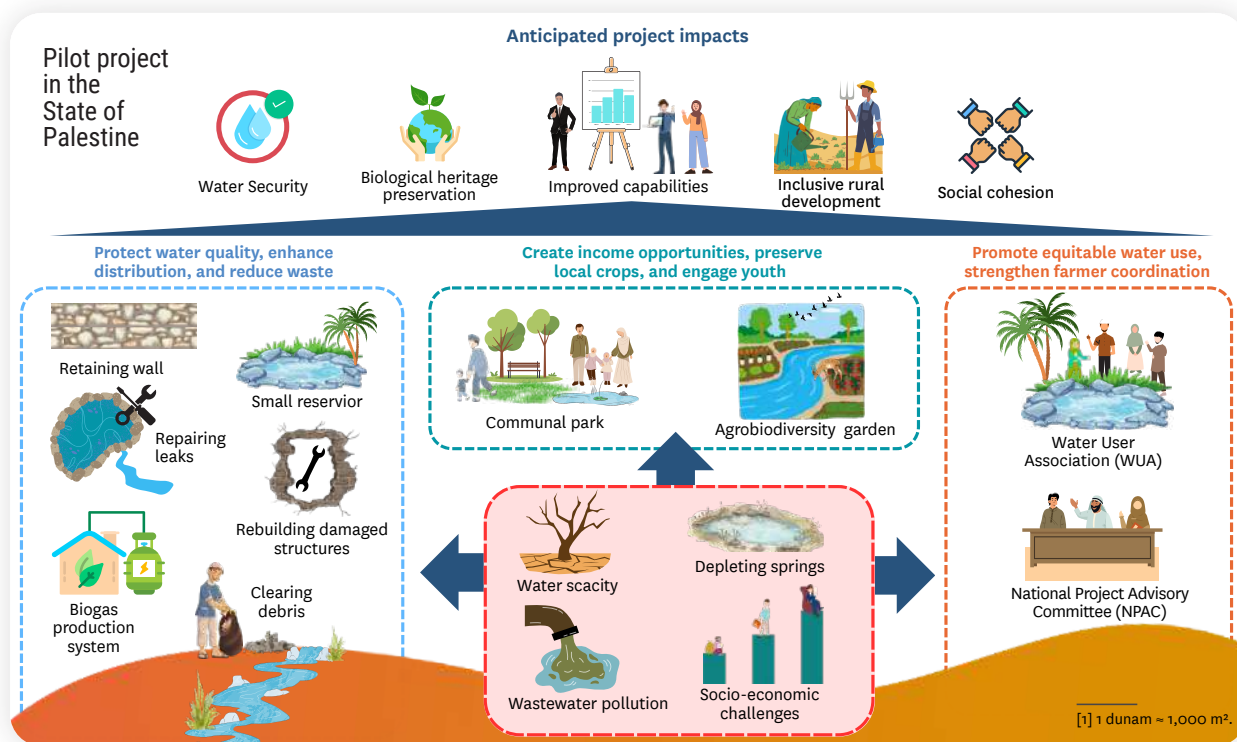 Pilot project
in the
State of
Palestine
Anticipated project impacts
Water Security
Biological heritage
preservation
Improved capabilities
Inclusive rural
development
Social cohesion
Protect water quality, enhance
distribution, and reduce waste
Retaining wall
Small reservior
Repairing
leaks
Rebuilding damaged
structures
Biogas
production
system
Clearing
debris
Create income opportunities, preserve
local crops, and engage youth
Communal park
Agrobiodiversity garden
Water scacity
Depleting springs
Wastewater pollution
Socio-economic
challenges
Promote equitable water use,
strengthen farmer coordination
Water User
Association (WUA)
National Project Advisory
Committee (NPAC)
[1] 1 dunam ≈ 1,000 m².